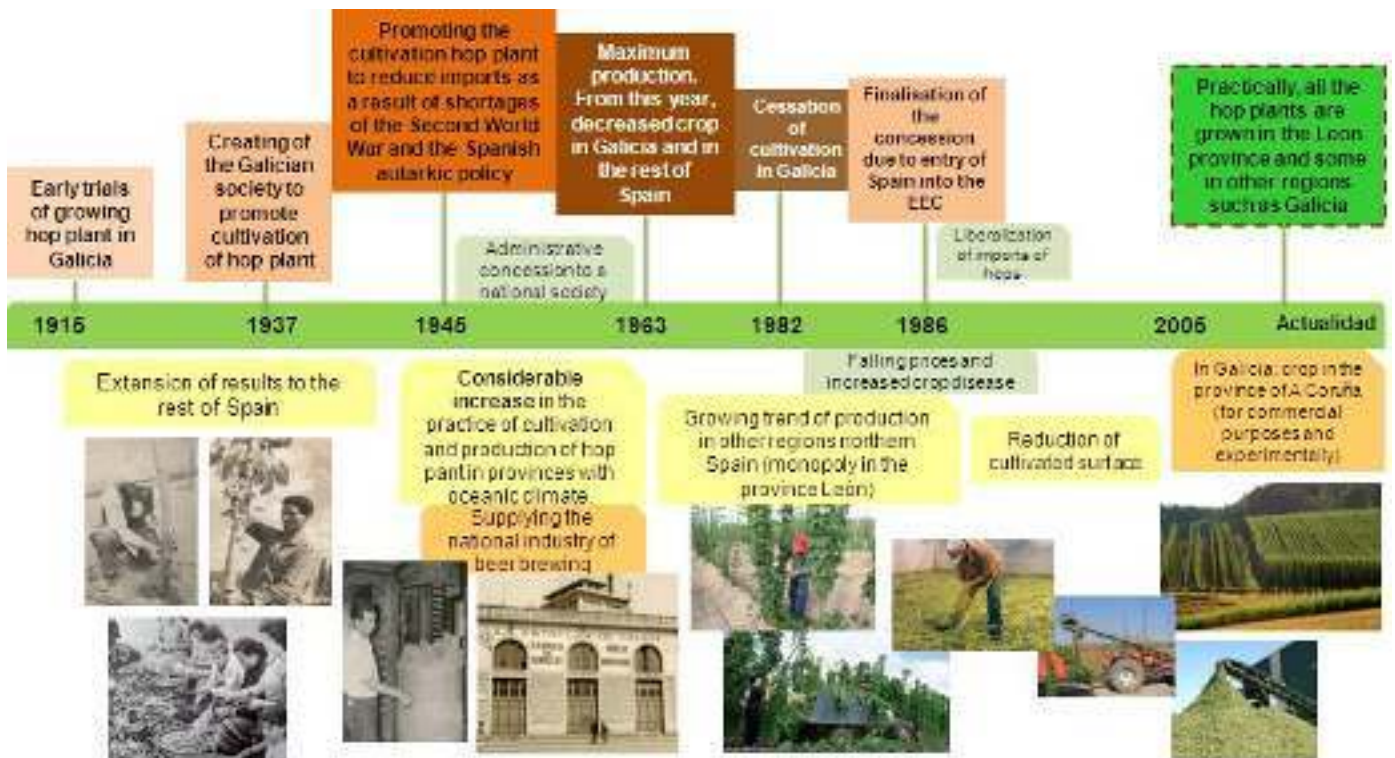 Early trials
of growing
hop plant in
Galicia
Creating of
the Galician
society to
promote
cultivation
of hop plant
Promoting the
cultivation hop plant
to reduce imports as
a result of shortages
of the Second World
War and the Spanish
autarkic policy
Administrative
concession to a
national society
Maximum
production.
From this year,
decreased crop
in Galicia and in
the rest of
Spain
Cessation
of
cultivation
in Galicia
Finalisation of
the
concession
due to entry of
Spain into the
EEC
Liberalization
of imports of
hops
Practically, all the
hop plants are
grown in the Leon
province and some
in other regions
such as Galicia
1915 1937 1945 1963 1982 1986 2005 Actualidad
Extension of results to the
rest of Spain
Considerable
increase in the
practice of cultivation
and production of hop
pant in provinces with
oceanic climate
Supplying the
national industry of
beer brewing
Falling prices and
increased crop disease
Growing trend of production
in other regions northern
Spain (monopoly in the
province León)
Reduction of
cultivated surface
In Galicia: crop in the
province of A Coruña
(for commercial
purposes and
experimentally)